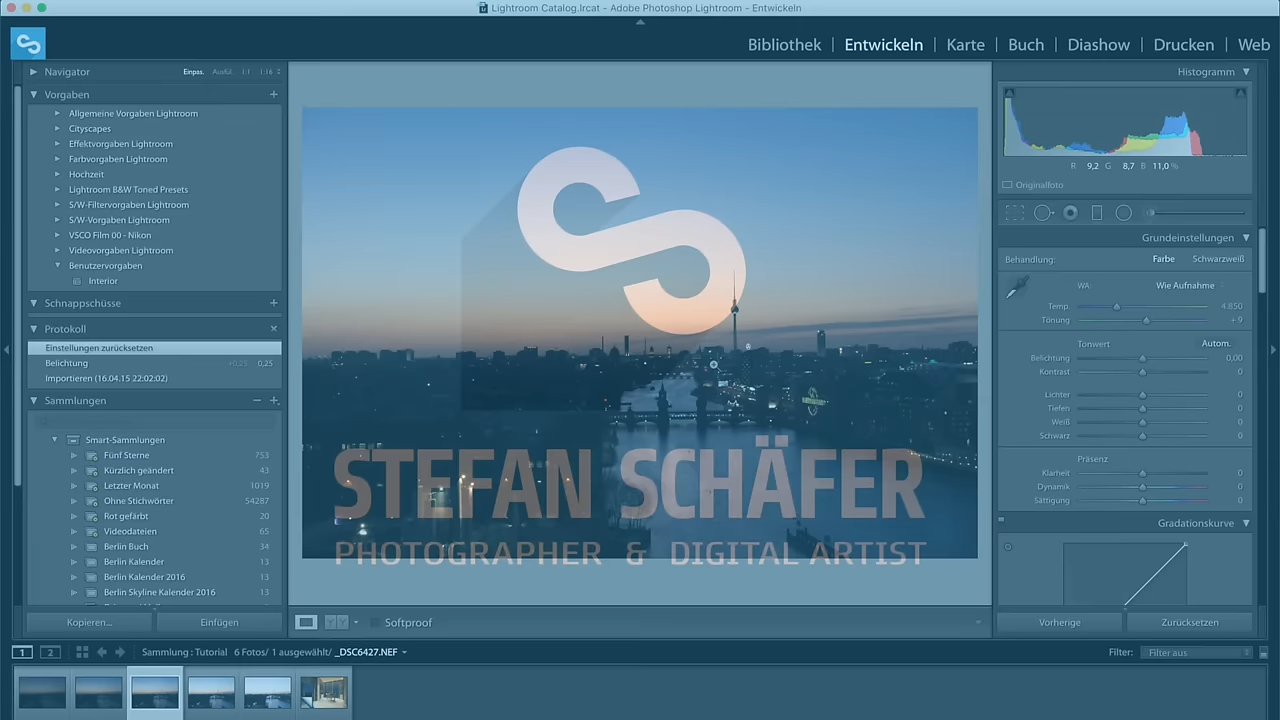 Lightroom Catalog.lrcat - Adobe Photoshop Lightroom - Entwickeln
Bibliothek | Entwickeln | Karte | Buch | Diashow | Drucken | Web
Navigator Einpas. Ausfül. 1:1 1:16
Vorgaben
Allgemeine Vorgaben Lightroom
Cityscapes
Effektvorgaben Lightroom
Farbvorgaben Lightroom
Hochzeit
Lightroom B&W Toned Presets
S/W-Filtervorgaben Lightroom
S/W-Vorgaben Lightroom
VSCO Film 00 - Nikon
Videovorgaben Lightroom
Benutzervorgaben
Interior
Schnappschüsse
Protokoll
Einstellungen zurücksetzen
Belichtung +0,25 0,25
Importieren (16.04.15 22:02:02)
Sammlungen
Smart-Sammlungen
Fünf Sterne 753
Kürzlich geändert 43
Letzter Monat 1019
Ohne Stichwörter 54287
Rot gefärbt 20
Videodateien 65
Berlin Buch 34
Berlin Kalender 13
Berlin Kalender 2016 13
Berlin Skyline Kalender 2016 13
Kopieren... Einfügen
STEFAN SCHÄFER
PHOTOGRAPHER & DIGITAL ARTIST
Softproof
Histogramm
R 9,2 G 8,7 B 11,0 %
Originalfoto
Grundeinstellungen
Behandlung: Farbe Schwarzweiß
WA: Wie Aufnahme
Temp. 4.850
Tönung + 9
Tonwert Autom.
Belichtung 0,00
Kontrast 0
Lichter 0
Tiefen 0
Weiß 0
Schwarz 0
Präsenz
Klarheit 0
Dynamik 0
Sättigung 0
Gradationskurve
Vorherige Zurücksetzen
1 2 Sammlung : Tutorial 6 Fotos/ 1 ausgewählt/ _DSC6427.NEF Filter: Filter aus